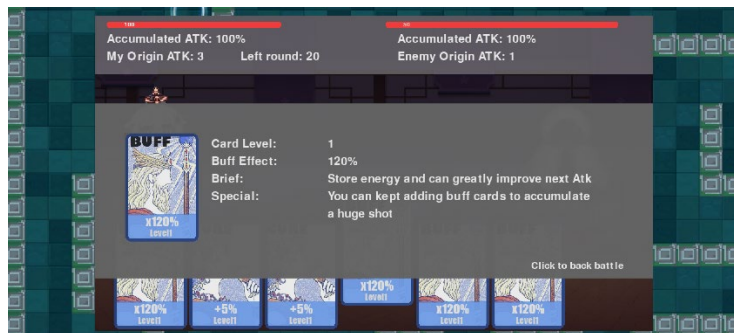 100
50
Accumulated ATK: 100%
Accumulated ATK: 100%
My Origin ATK: 3
Left round: 20
Enemy Origin ATK: 1
BUFF
x120%
Level1
Card Level: 1
Buff Effect: 120%
Brief: Store energy and can greatly improve next Atk
Special: You can kept adding buff cards to accumulate
a huge shot
Click to back battle
x120%
Level1
+5%
Level1
+5%
Level1
x120%
Level1
x120%
Level1
x120%
Level1